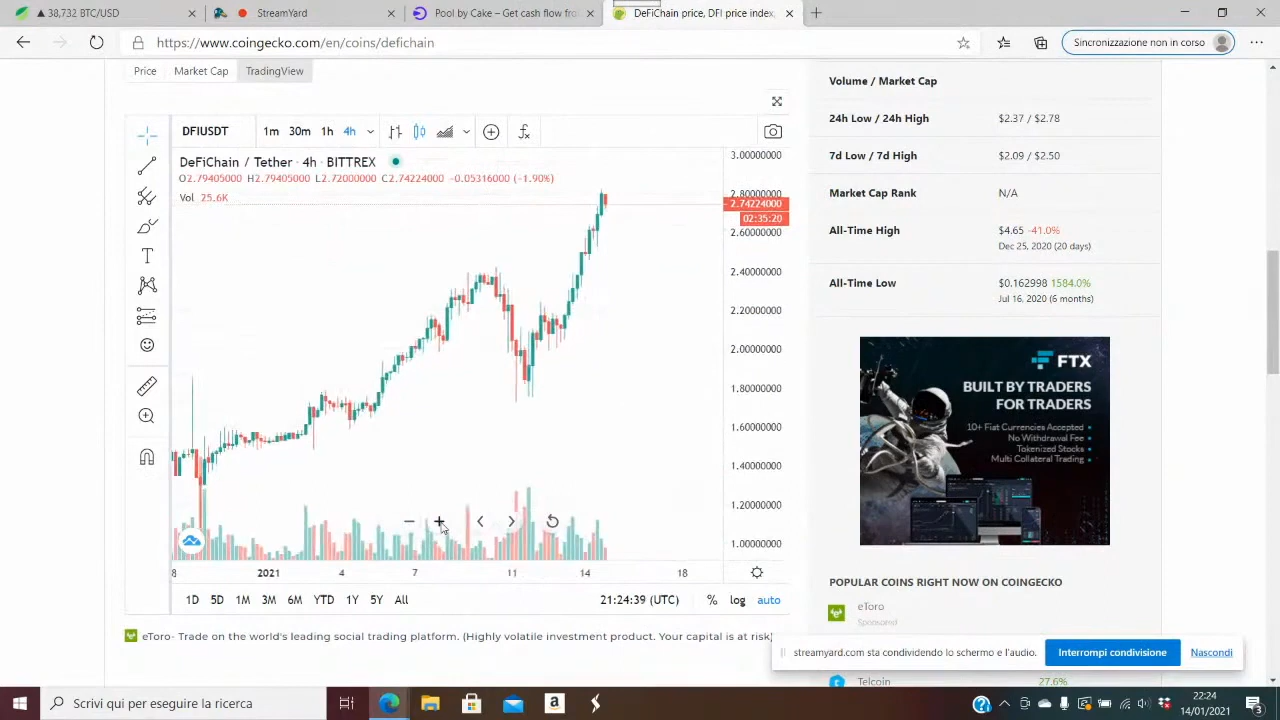 38,732 BTC/USD
StreamYard
Pool by Cake – Get cash flow fro
DeFiChain price, DFI price index,
https://www.coingecko.com/en/coins/defichain
Sincronizzazione non in corso
Price Market Cap TradingView
DFIUSDT 1m 30m 1h 4h
DeFiChain / Tether · 4h · BITTREX
O2.79405000 H2.79405000 L2.72000000 C2.74224000 -0.05316000 (-1.90%)
Vol 25.6K
3.00000000
2.80000000
2.74224000
02:35:20
2.60000000
2.40000000
2.20000000
2.00000000
1.80000000
1.60000000
1.40000000
1.20000000
1.00000000
8 2021 4 7 11 14 18
1D 5D 1M 3M 6M YTD 1Y 5Y All 21:24:39 (UTC) % log auto
eToro- Trade on the world's leading social trading platform. (Highly volatile investment product. Your capital is at risk)
Volume / Market Cap
24h Low / 24h High $2.37 / $2.78
7d Low / 7d High $2.09 / $2.50
Market Cap Rank N/A
All-Time High $4.65 -41.0%
Dec 25, 2020 (20 days)
All-Time Low $0.162998 1584.0%
Jul 16, 2020 (6 months)
FTX
BUILT BY TRADERS
FOR TRADERS
10+ Fiat Currencies Accepted
No Withdrawal Fee
Tokenized Stocks
Multi Collateral Trading
POPULAR COINS RIGHT NOW ON COINGECKO
eToro
Sponsored
streamyard.com sta condividendo lo schermo e l'audio. Interrompi condivisione Nascondi
Telcoin 27.6%
Scrivi qui per eseguire la ricerca
22:24
14/01/2021
3